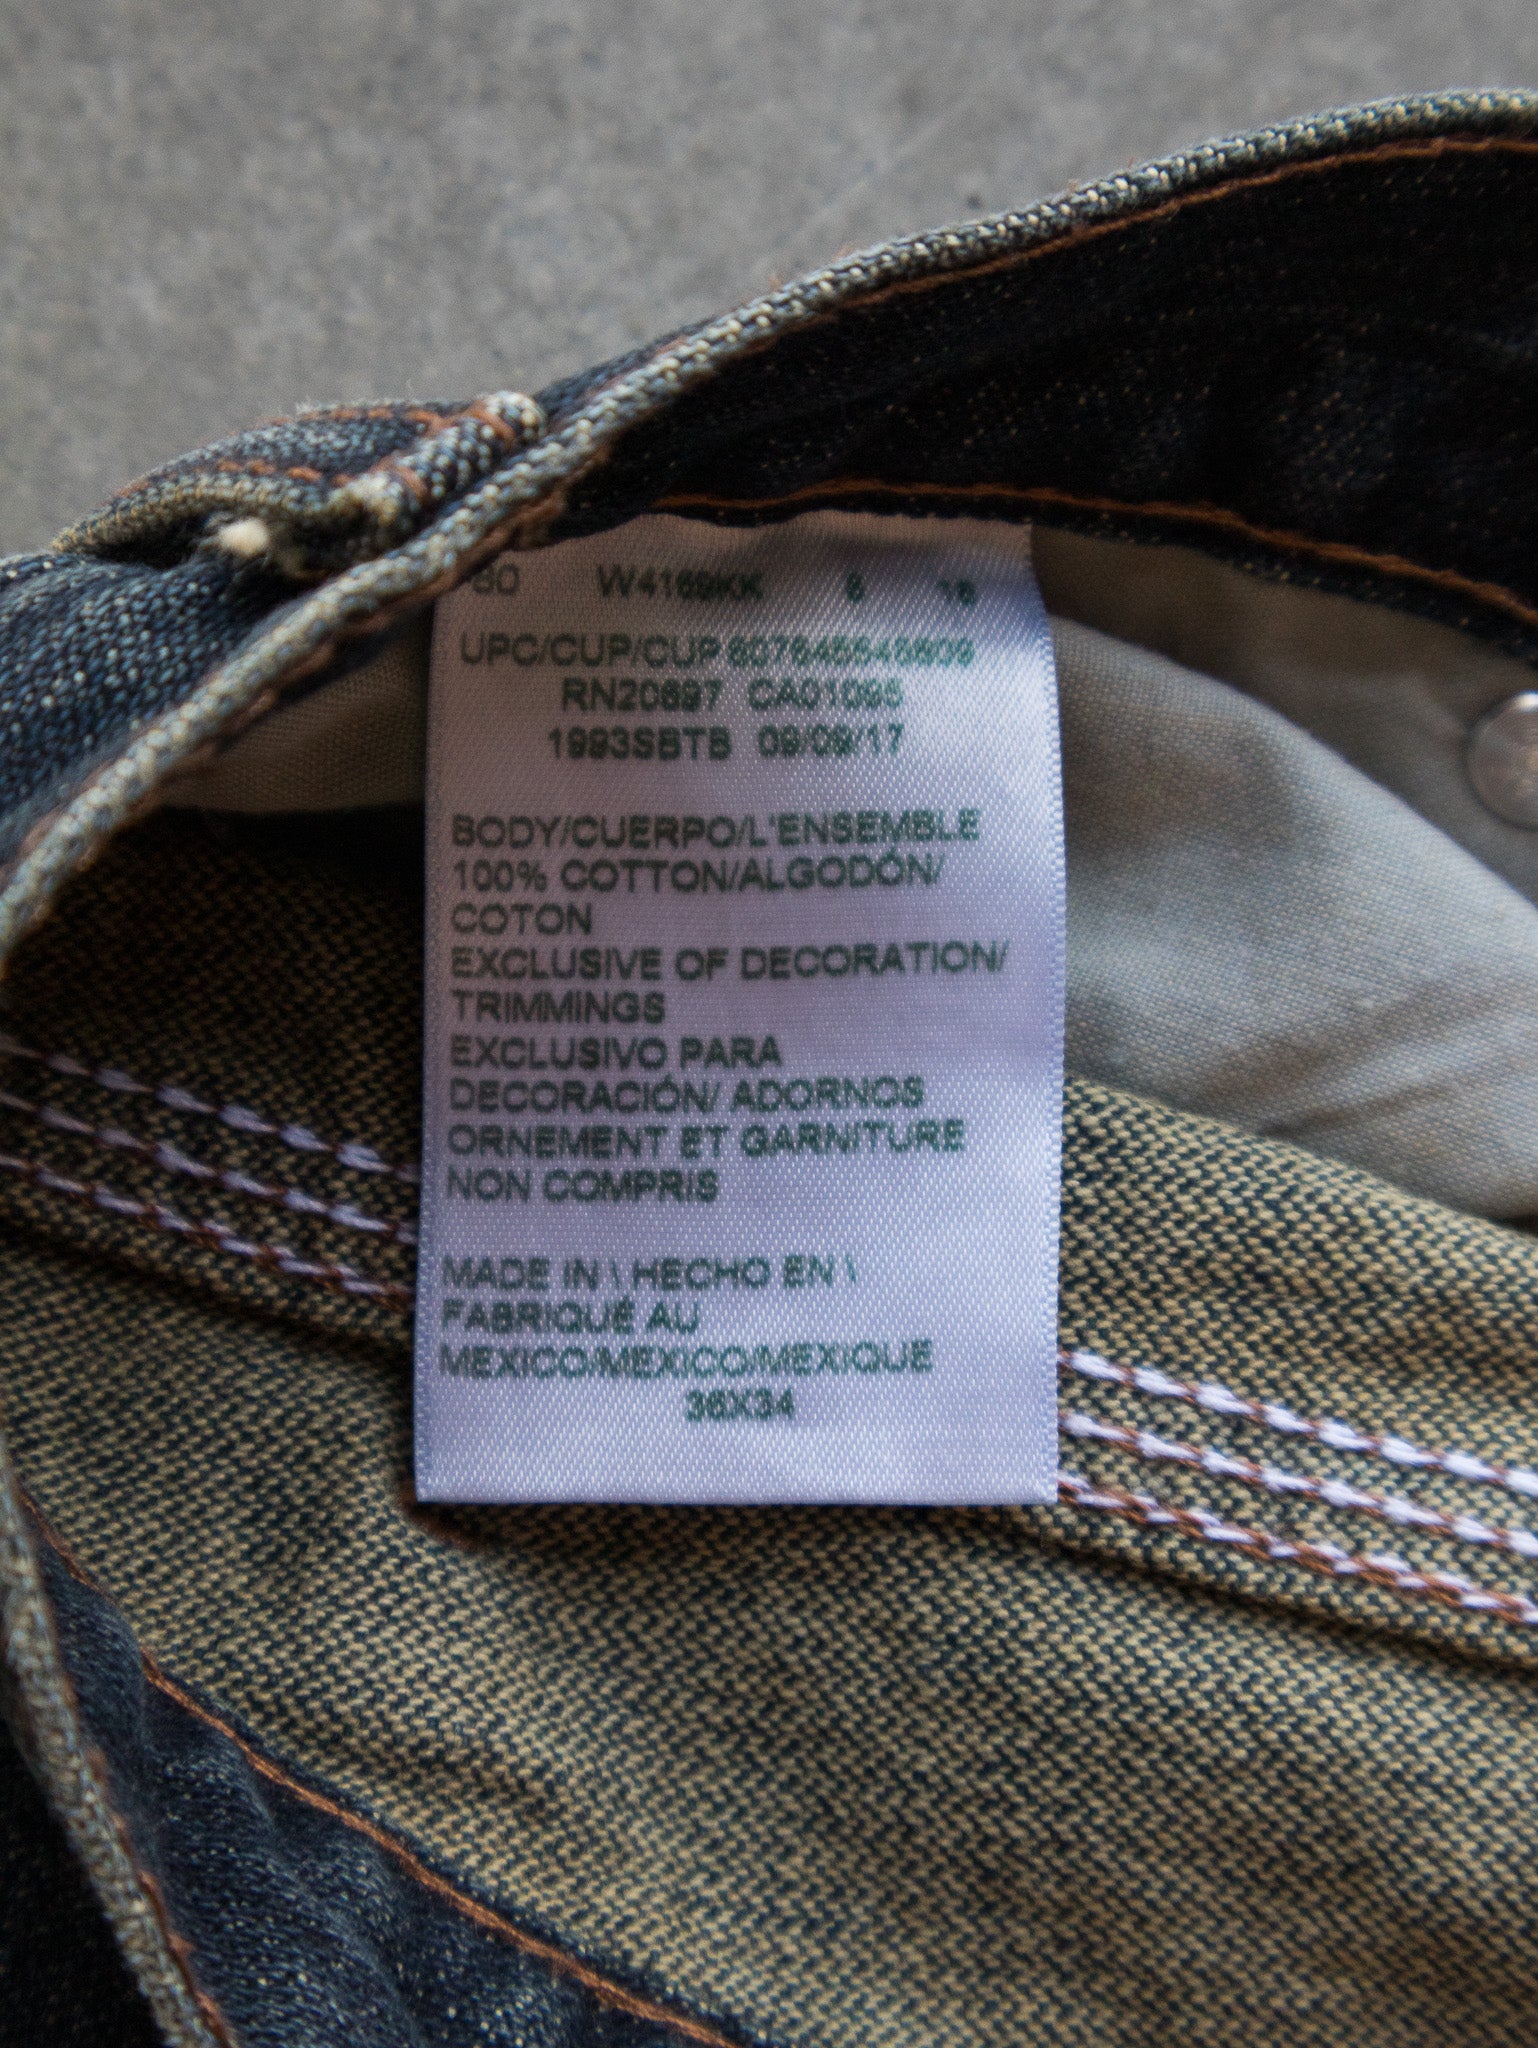 W4169KK 8 16
UPC/CUP/CUP
RN20697 CA01095
1993SBTB 09/09/17
BODY/CUERPO/L'ENSEMBLE
100% COTTON/ALGODÓN/
COTON
EXCLUSIVE OF DECORATION/
TRIMMINGS
EXCLUSIVO PARA
DECORACIÓN/ ADORNOS
ORNEMENT ET GARNITURE
NON COMPRIS
MADE IN \ HECHO EN \
FABRIQUÉ AU
MEXICO/MEXICO/MEXIQUE
36X34